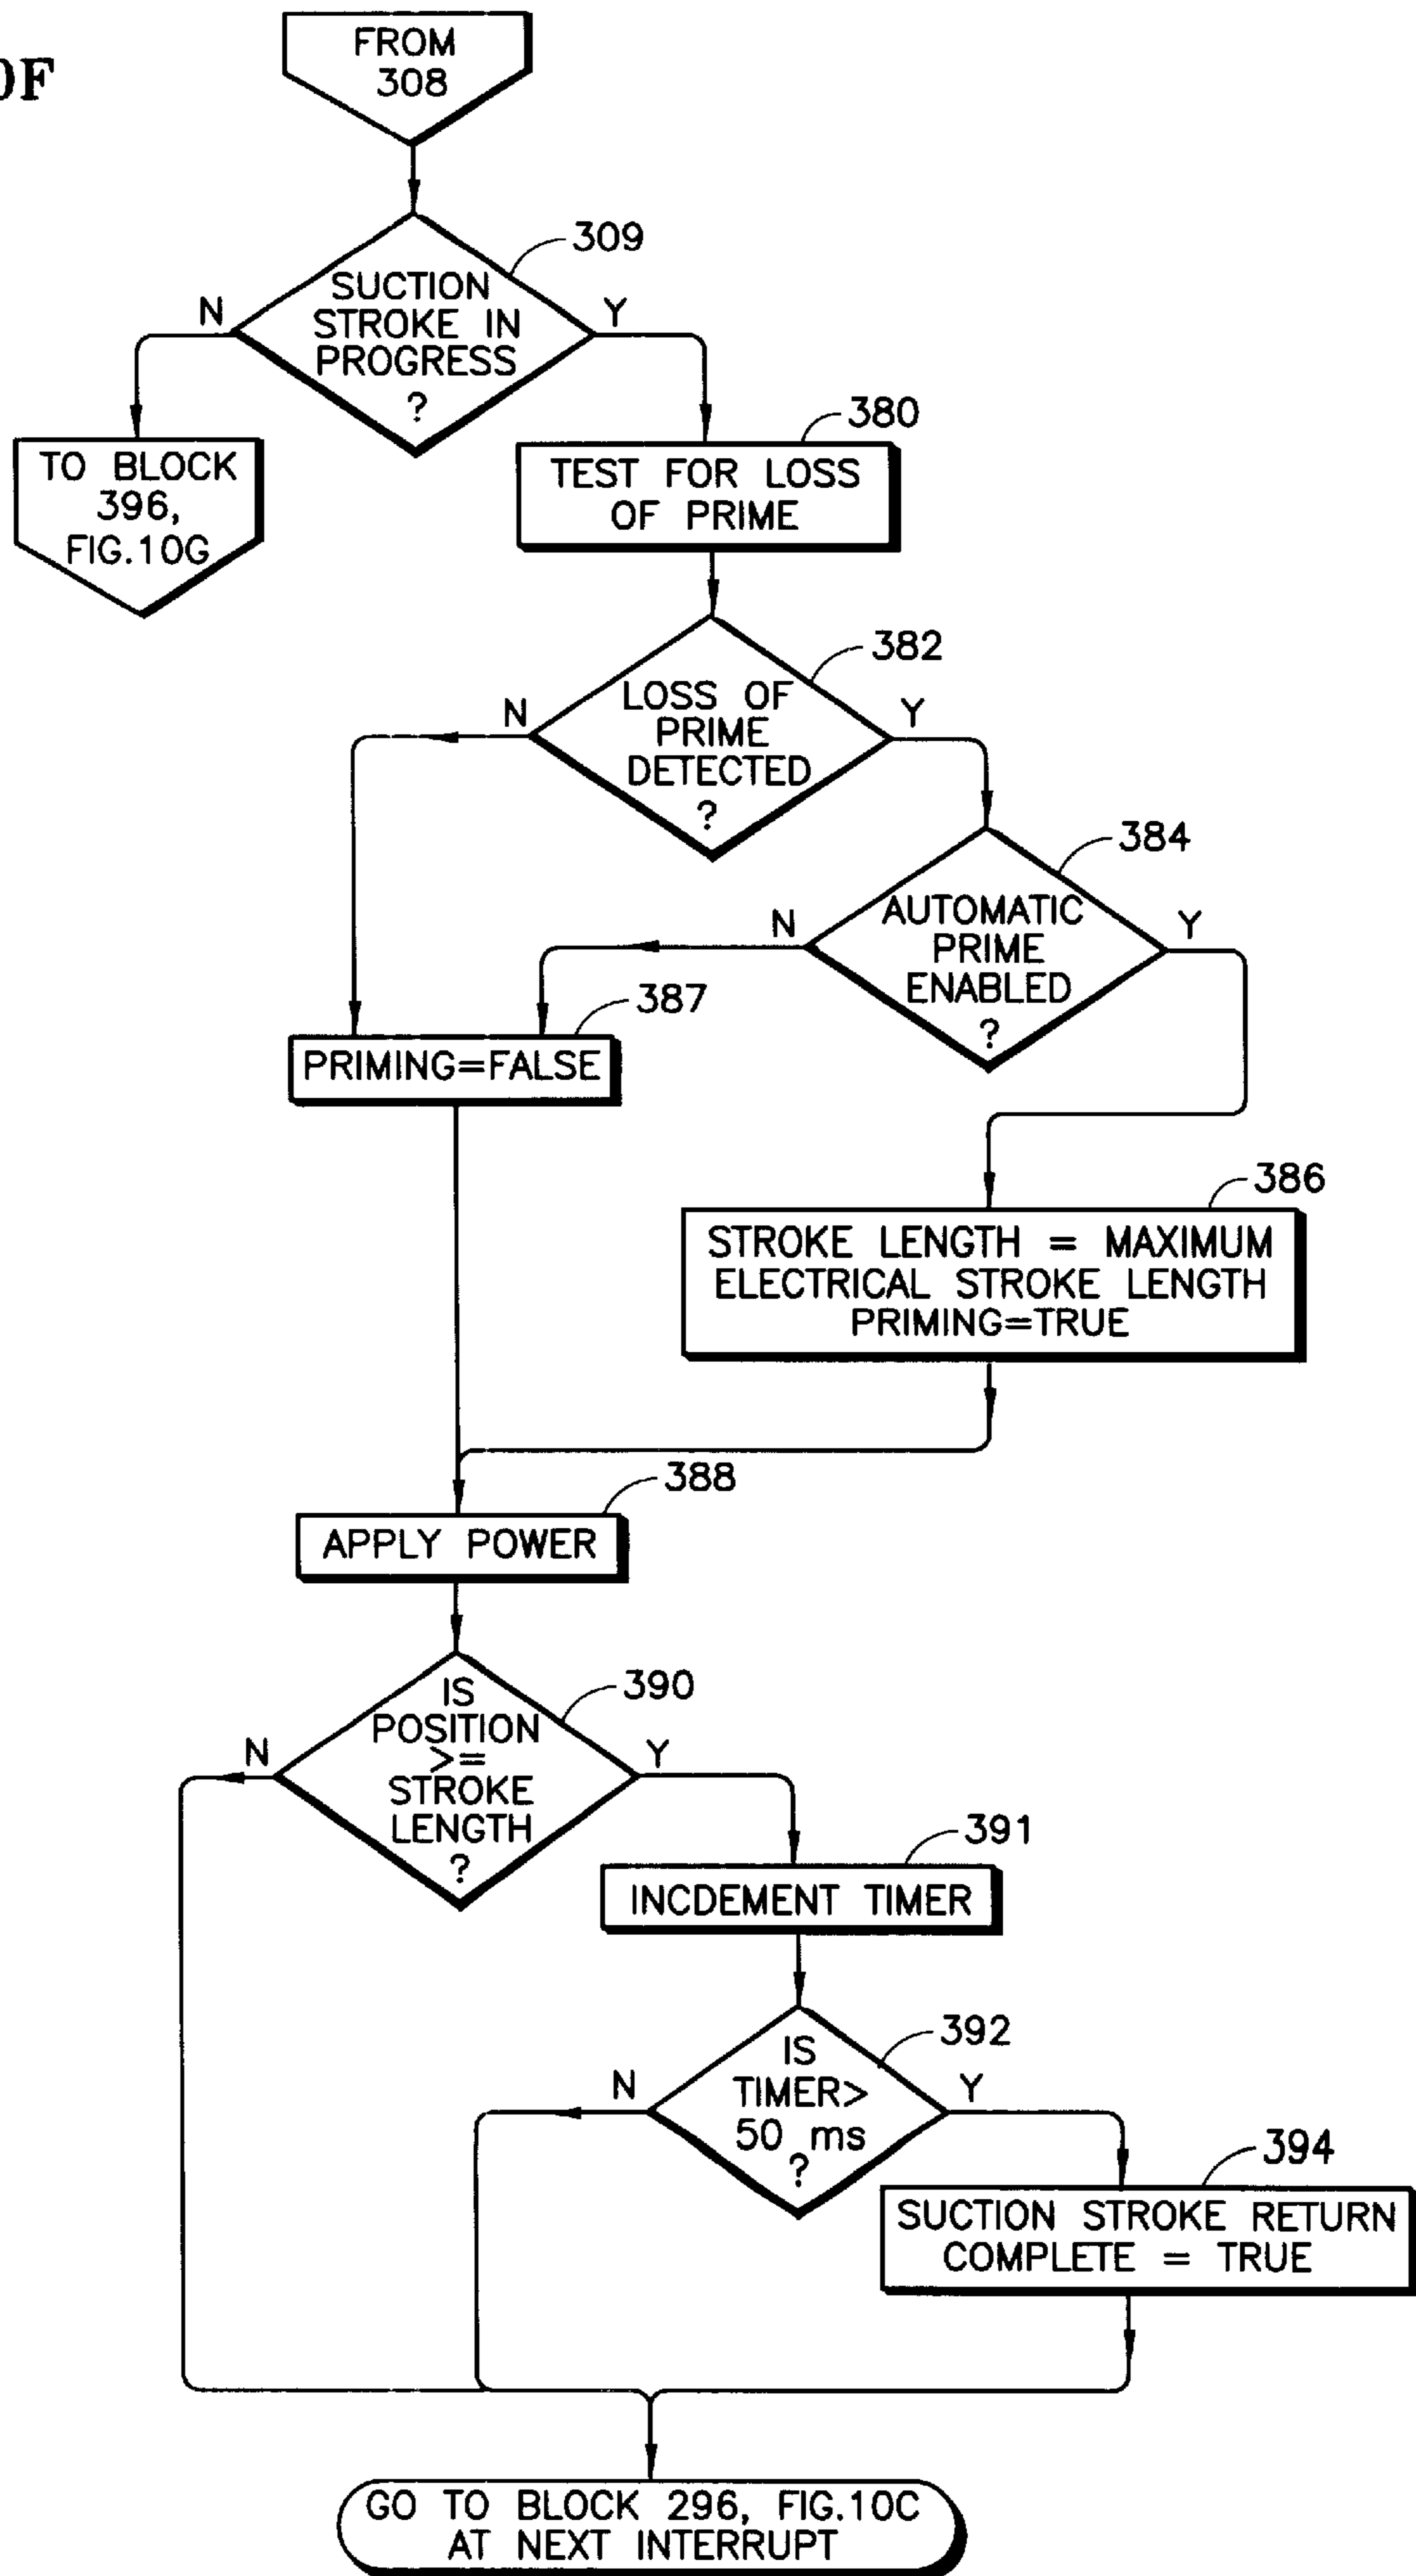 0F
FROM
308
309
SUCTION
STROKE IN
PROGRESS
?
N
Y
TO BLOCK
396,
FIG.10G
380
TEST FOR LOSS
OF PRIME
382
LOSS OF
PRIME
DETECTED
?
N
Y
384
AUTOMATIC
PRIME
ENABLED
?
N
Y
387
PRIMING=FALSE
386
STROKE LENGTH = MAXIMUM
ELECTRICAL STROKE LENGTH
PRIMING=TRUE
388
APPLY POWER
390
IS
POSITION
>=
STROKE
LENGTH
?
N
Y
391
INCDEMENT TIMER
392
IS
TIMER>
50 ms
?
N
Y
394
SUCTION STROKE RETURN
COMPLETE = TRUE
GO TO BLOCK 296, FIG.10C
AT NEXT INTERRUPT